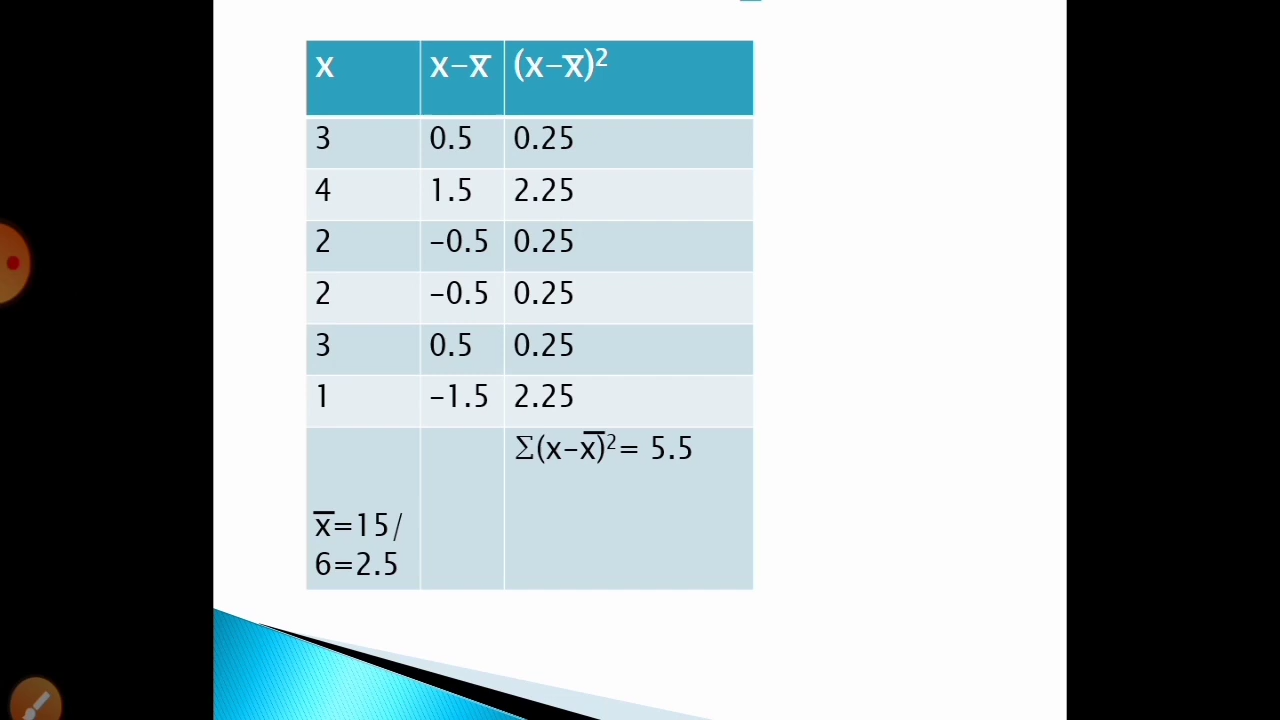 x x–x̅ (x–x̅)²
3 0.5 0.25
4 1.5 2.25
2 –0.5 0.25
2 –0.5 0.25
3 0.5 0.25
1 –1.5 2.25
∑(x–x̅)²= 5.5
x̅=15/
6=2.5